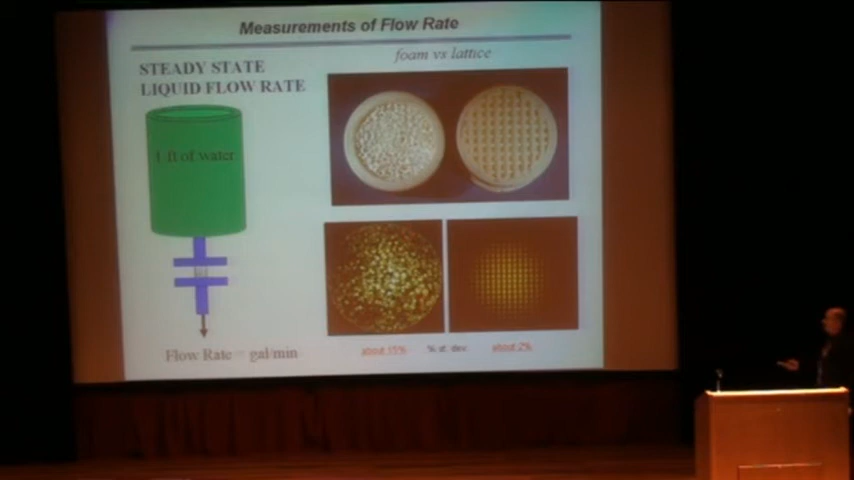 Measurements of Flow Rate
foam vs lattice
STEADY STATE
LIQUID FLOW RATE
1 ft of water
Flow Rate = gal/min
about 15% % st. dev. about 2%